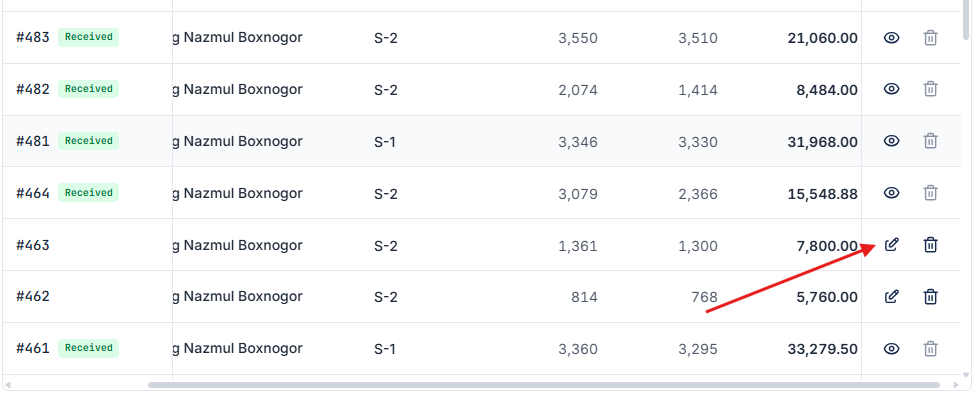 #483 Received g Nazmul Boxnogor S-2 3,550 3,510 21,060.00
#482 Received g Nazmul Boxnogor S-2 2,074 1,414 8,484.00
#481 Received g Nazmul Boxnogor S-1 3,346 3,330 31,968.00
#464 Received g Nazmul Boxnogor S-2 3,079 2,366 15,548.88
#463 g Nazmul Boxnogor S-2 1,361 1,300 7,800.00
#462 g Nazmul Boxnogor S-2 814 768 5,760.00
#461 Received g Nazmul Boxnogor S-1 3,360 3,295 33,279.50